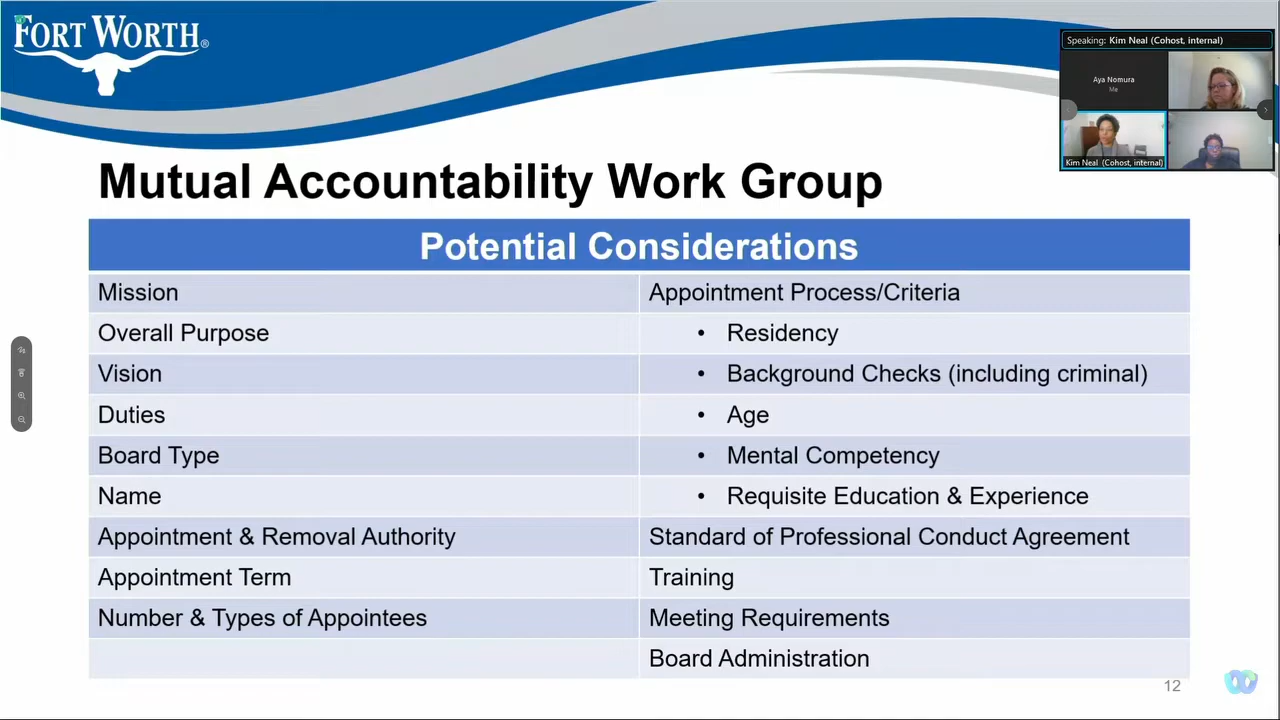 FORT WORTH®
Speaking: Kim Neal (Cohost, internal)
Aya Nomura
Me
Kim Neal (Cohost, internal)
Mutual Accountability Work Group
Potential Considerations
Mission
Appointment Process/Criteria
Overall Purpose
• Residency
Vision
• Background Checks (including criminal)
Duties
• Age
Board Type
• Mental Competency
Name
• Requisite Education & Experience
Appointment & Removal Authority
Standard of Professional Conduct Agreement
Appointment Term
Training
Number & Types of Appointees
Meeting Requirements
Board Administration
12